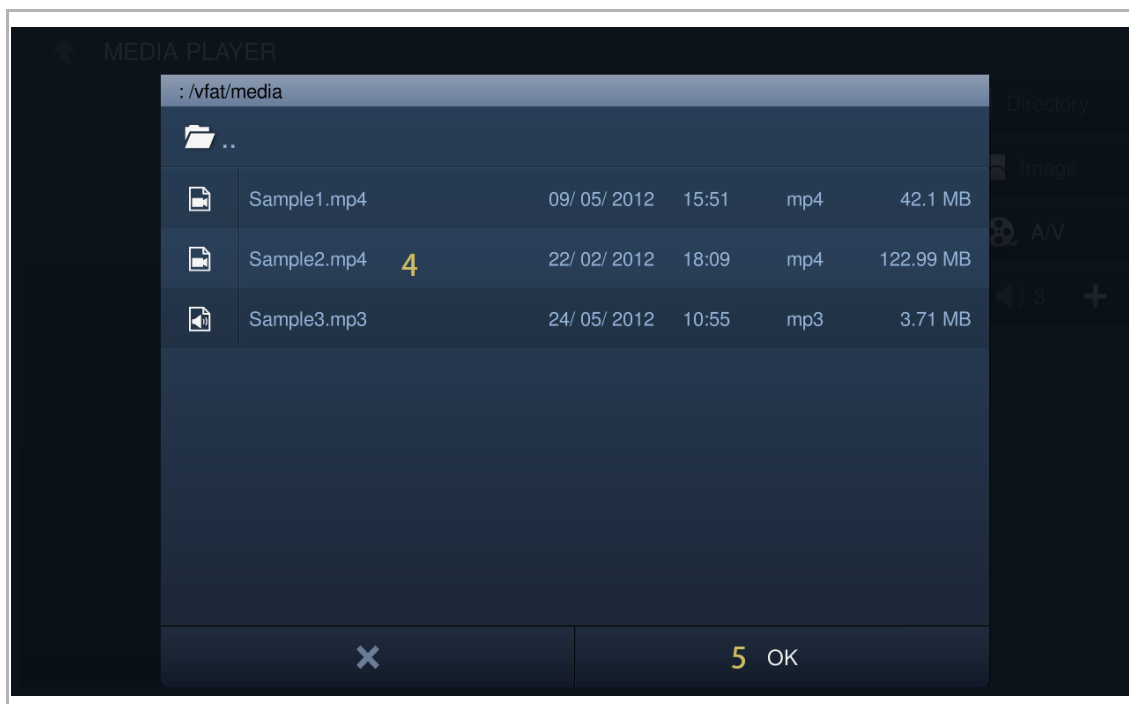 MEDIA PLAYER
: /vfat/media
Directory
..
Image
Sample1.mp4 09/ 05/ 2012 15:51 mp4 42.1 MB
A/V
Sample2.mp4 4 22/ 02/ 2012 18:09 mp4 122.99 MB
3 +
Sample3.mp3 24/ 05/ 2012 10:55 mp3 3.71 MB
5 OK